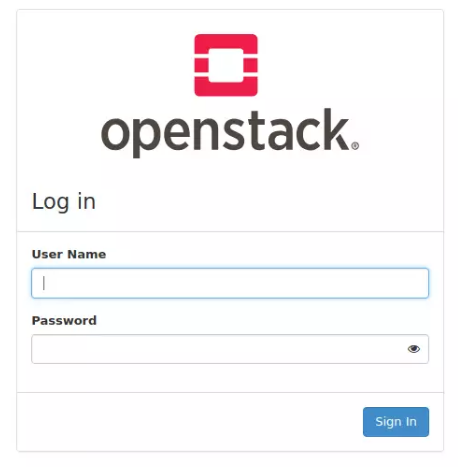 openstack®
Log in
User Name
Password
Sign In